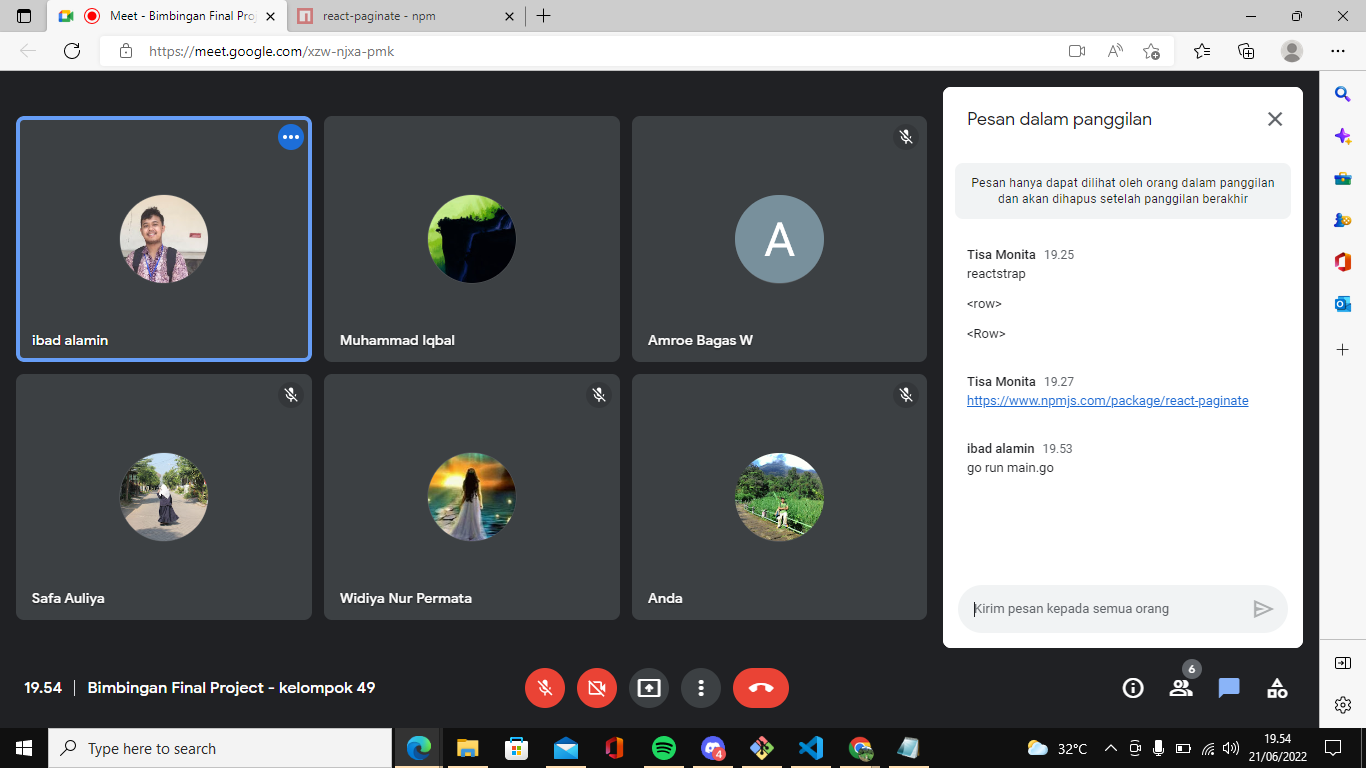 Meet - Bimbingan Final Proj
react-paginate - npm
https://meet.google.com/xzw-njxa-pmk
ibad alamin
Muhammad Iqbal
A
Amroe Bagas W
Safa Auliya
Widiya Nur Permata
Anda
Pesan dalam panggilan
Pesan hanya dapat dilihat oleh orang dalam panggilan
dan akan dihapus setelah panggilan berakhir
Tisa Monita 19.25
reactstrap
<row>
<Row>
Tisa Monita 19.27
https://www.npmjs.com/package/react-paginate
ibad alamin 19.53
go run main.go
Kirim pesan kepada semua orang
19.54 | Bimbingan Final Project - kelompok 49
6
Type here to search
4
32°C
19.54
21/06/2022